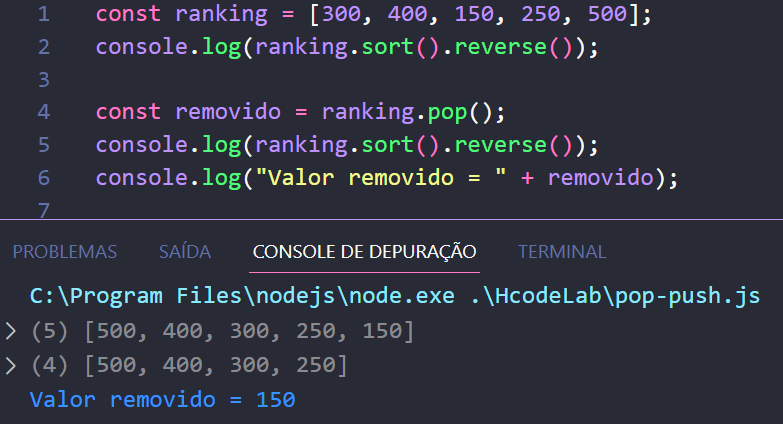 1 const ranking = [300, 400, 150, 250, 500];
2 console.log(ranking.sort().reverse());
3
4 const removido = ranking.pop();
5 console.log(ranking.sort().reverse());
6 console.log("Valor removido = " + removido);
7
PROBLEMAS SAÍDA CONSOLE DE DEPURAÇÃO TERMINAL
C:\Program Files\nodejs\node.exe .\HcodeLab\pop-push.js
> (5) [500, 400, 300, 250, 150]
> (4) [500, 400, 300, 250]
Valor removido = 150